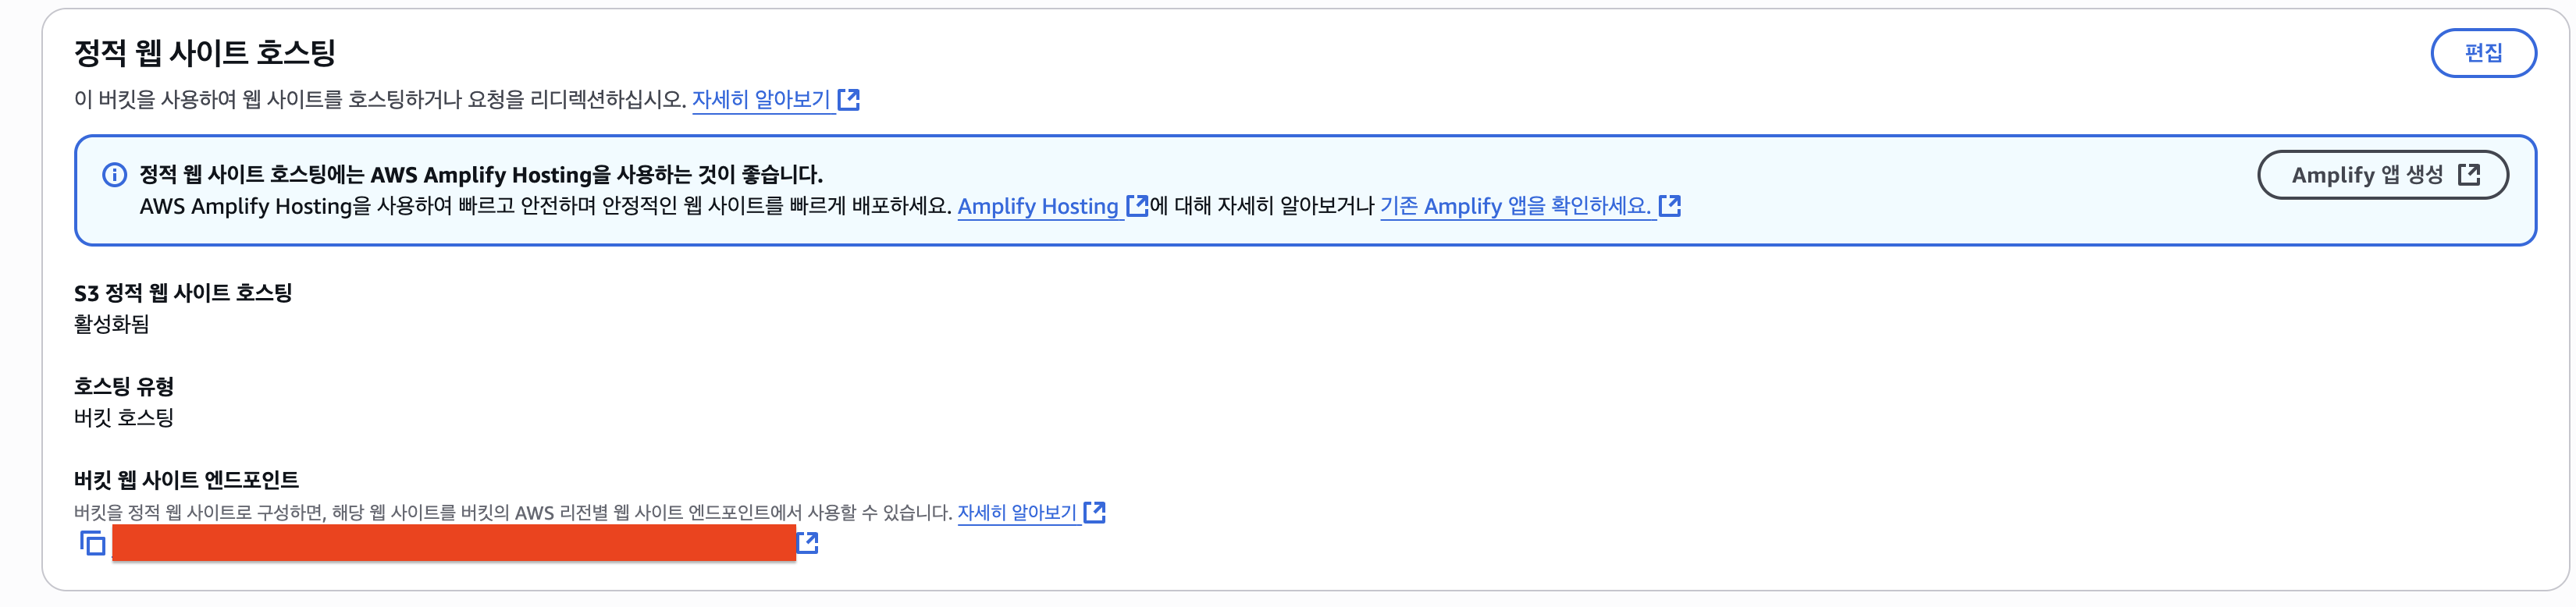 정적 웹 사이트 호스팅
편집
이 버킷을 사용하여 웹 사이트를 호스팅하거나 요청을 리디렉션하십시오. 자세히 알아보기
정적 웹 사이트 호스팅에는 AWS Amplify Hosting을 사용하는 것이 좋습니다.
Amplify 앱 생성
AWS Amplify Hosting을 사용하여 빠르고 안전하며 안정적인 웹 사이트를 빠르게 배포하세요. Amplify Hosting에 대해 자세히 알아보거나 기존 Amplify 앱을 확인하세요.
S3 정적 웹 사이트 호스팅
활성화됨
호스팅 유형
버킷 호스팅
버킷 웹 사이트 엔드포인트
버킷을 정적 웹 사이트로 구성하면, 해당 웹 사이트를 버킷의 AWS 리전별 웹 사이트 엔드포인트에서 사용할 수 있습니다. 자세히 알아보기